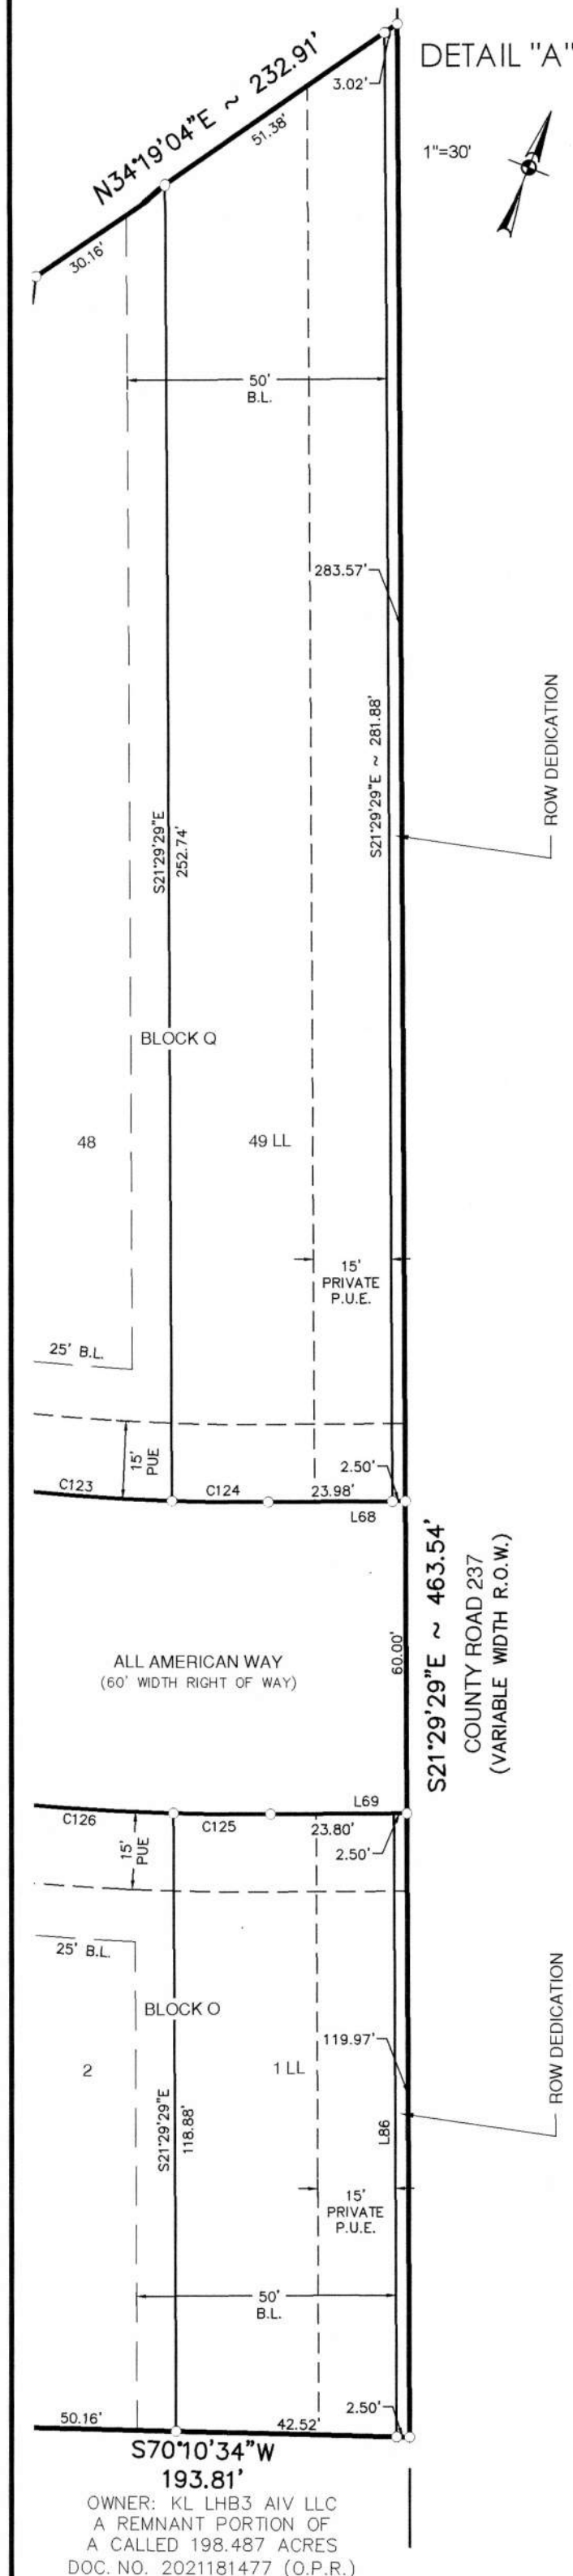 DETAIL "A"
1"=30'
N34°19'04"E ~ 232.91'
3.02'
51.38'
30.16'
50'
B.L.
283.57'
S21°29'29"E ~ 281.88'
ROW DEDICATION
S21°29'29"E
252.74'
BLOCK Q
48
49 LL
15'
PRIVATE
P.U.E.
25' B.L.
15'
PUE
2.50'
C123
C124
23.98'
L68
S21°29'29"E ~ 463.54'
COUNTY ROAD 237
(VARIABLE WIDTH R.O.W.)
60.00'
ALL AMERICAN WAY
(60' WIDTH RIGHT OF WAY)
L69
C126
C125
23.80'
15'
PUE
2.50'
25' B.L.
BLOCK O
119.97'
ROW DEDICATION
2
1 LL
S21°29'29"E
118.88'
L86
15'
PRIVATE
P.U.E.
50'
B.L.
50.16'
42.52'
2.50'
S70°10'34"W
193.81'
OWNER: KL LHB3 AIV LLC
A REMNANT PORTION OF
A CALLED 198.487 ACRES
DOC. NO. 2021181477 (O.P.R.)